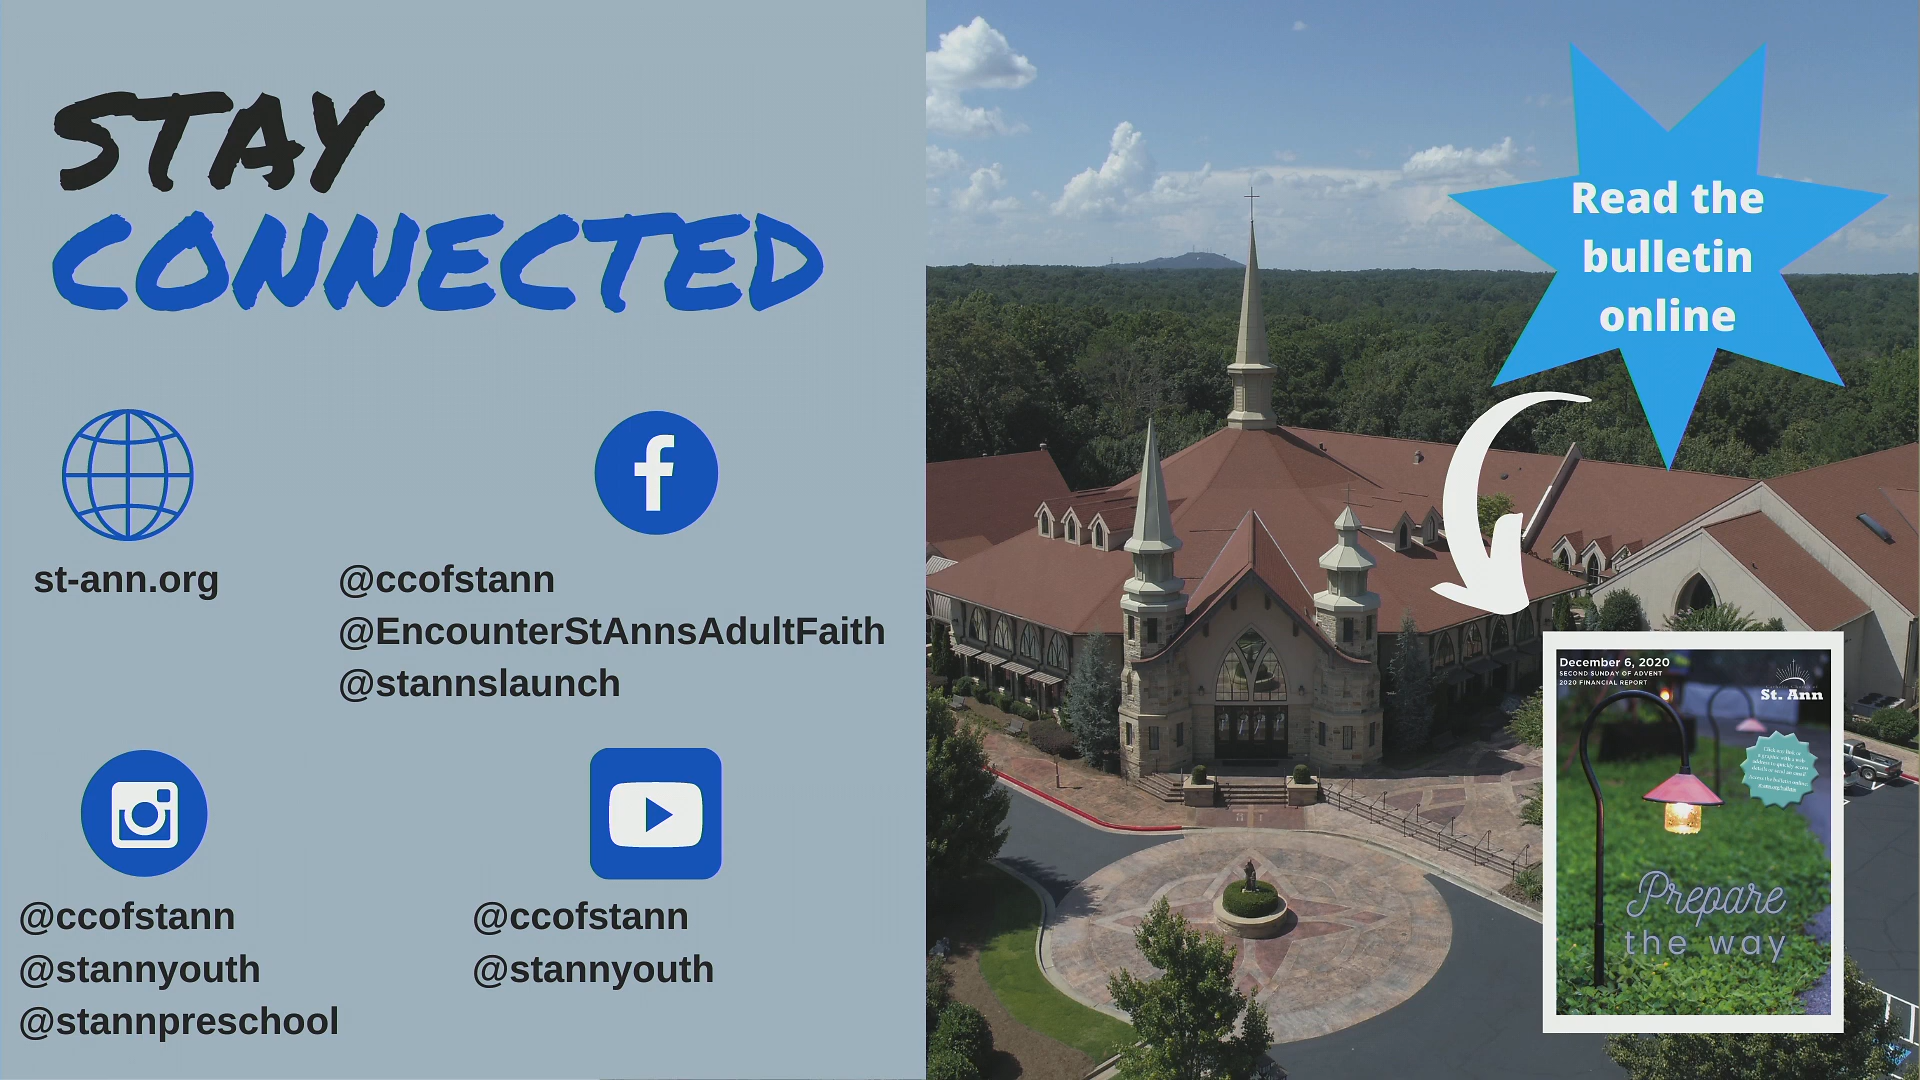 STAY
CONNECTED
st-ann.org
@ccofstann
@EncounterStAnnsAdultFaith
@stannslaunch
@ccofstann
@stannyouth
@stannpreschool
@ccofstann
@stannyouth
Read the
bulletin
online
December 6, 2020
SECOND SUNDAY OF ADVENT
2020 FINANCIAL REPORT
St. Ann
Prepare
the way